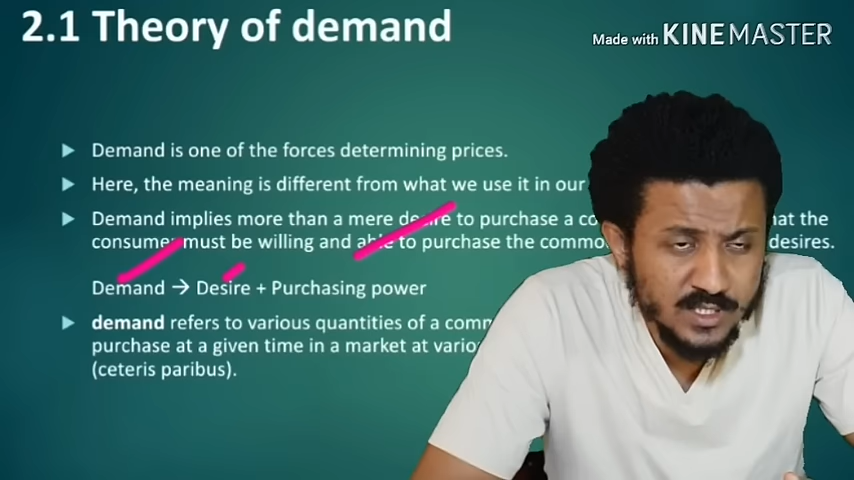 2.1 Theory of demand
Made with KINEMASTER
Demand is one of the forces determining prices.
Here, the meaning is different from what we use it in our
Demand implies more than a mere desire to purchase a co hat the
consumer must be willing and able to purchase the commo desires.
Demand → Desire + Purchasing power
demand refers to various quantities of a comm
purchase at a given time in a market at vario
(ceteris paribus).